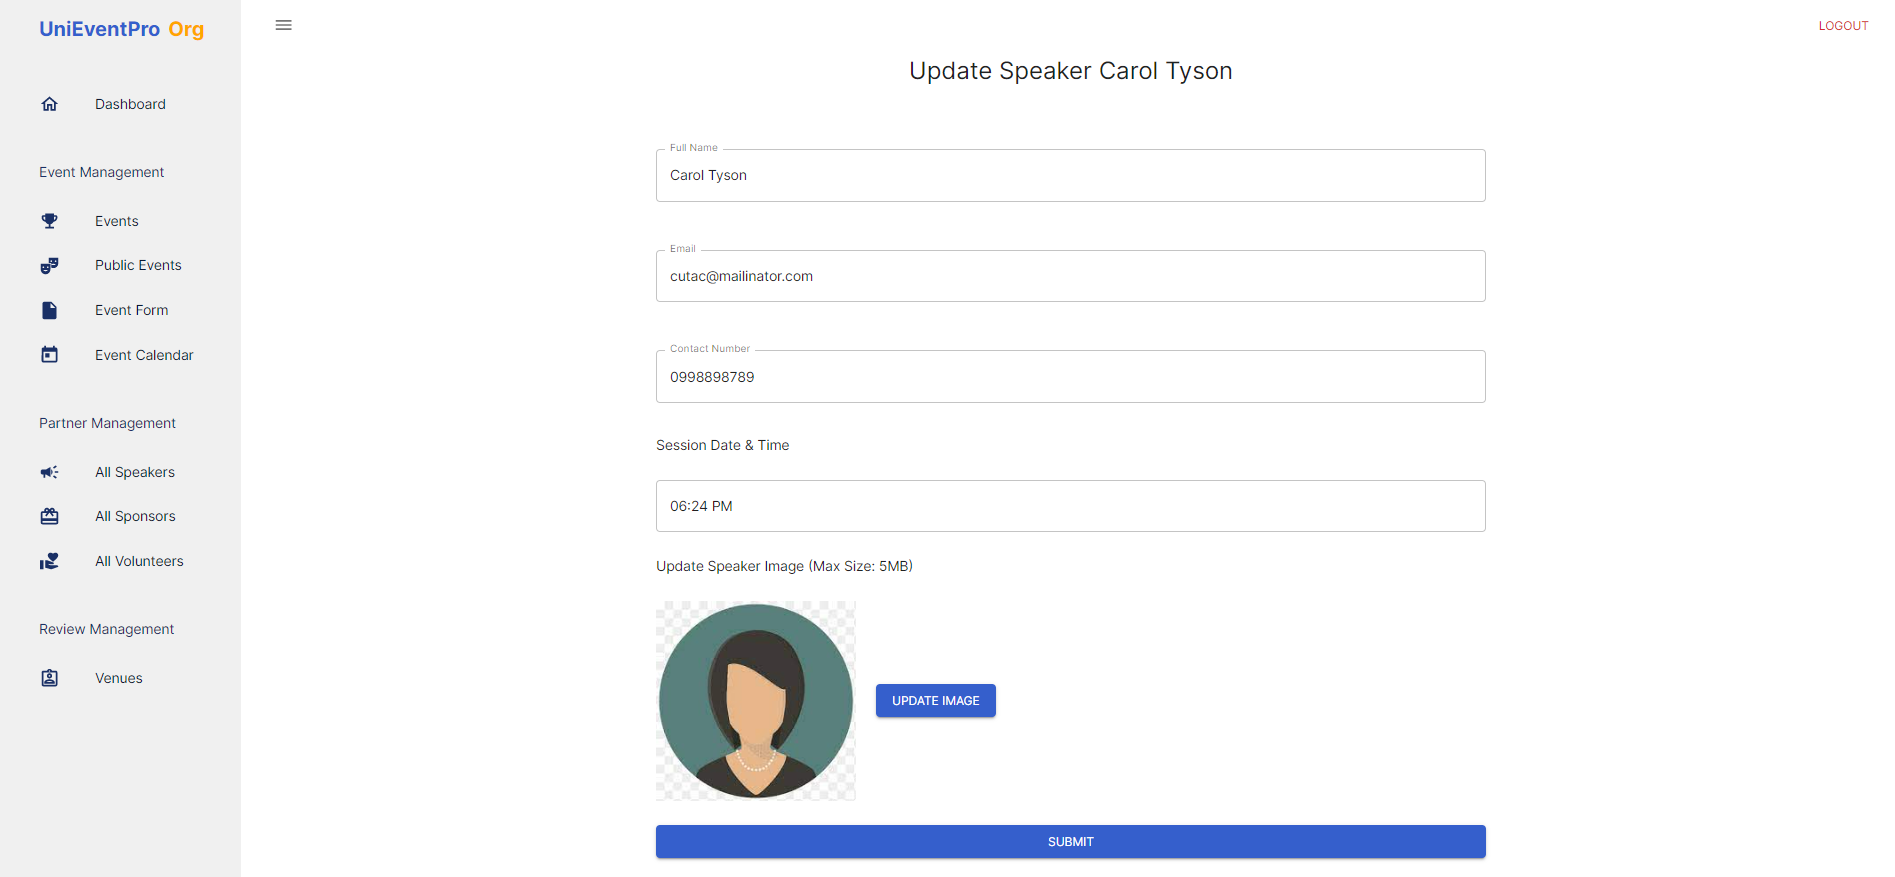 UniEventPro Org
LOGOUT
Update Speaker Carol Tyson
Dashboard
Event Management
Events
Public Events
Event Form
Event Calendar
Partner Management
All Speakers
All Sponsors
All Volunteers
Review Management
Venues
Full Name
Carol Tyson
Email
cutac@mailinator.com
Contact Number
0998898789
Session Date & Time
06:24 PM
Update Speaker Image (Max Size: 5MB)
UPDATE IMAGE
SUBMIT